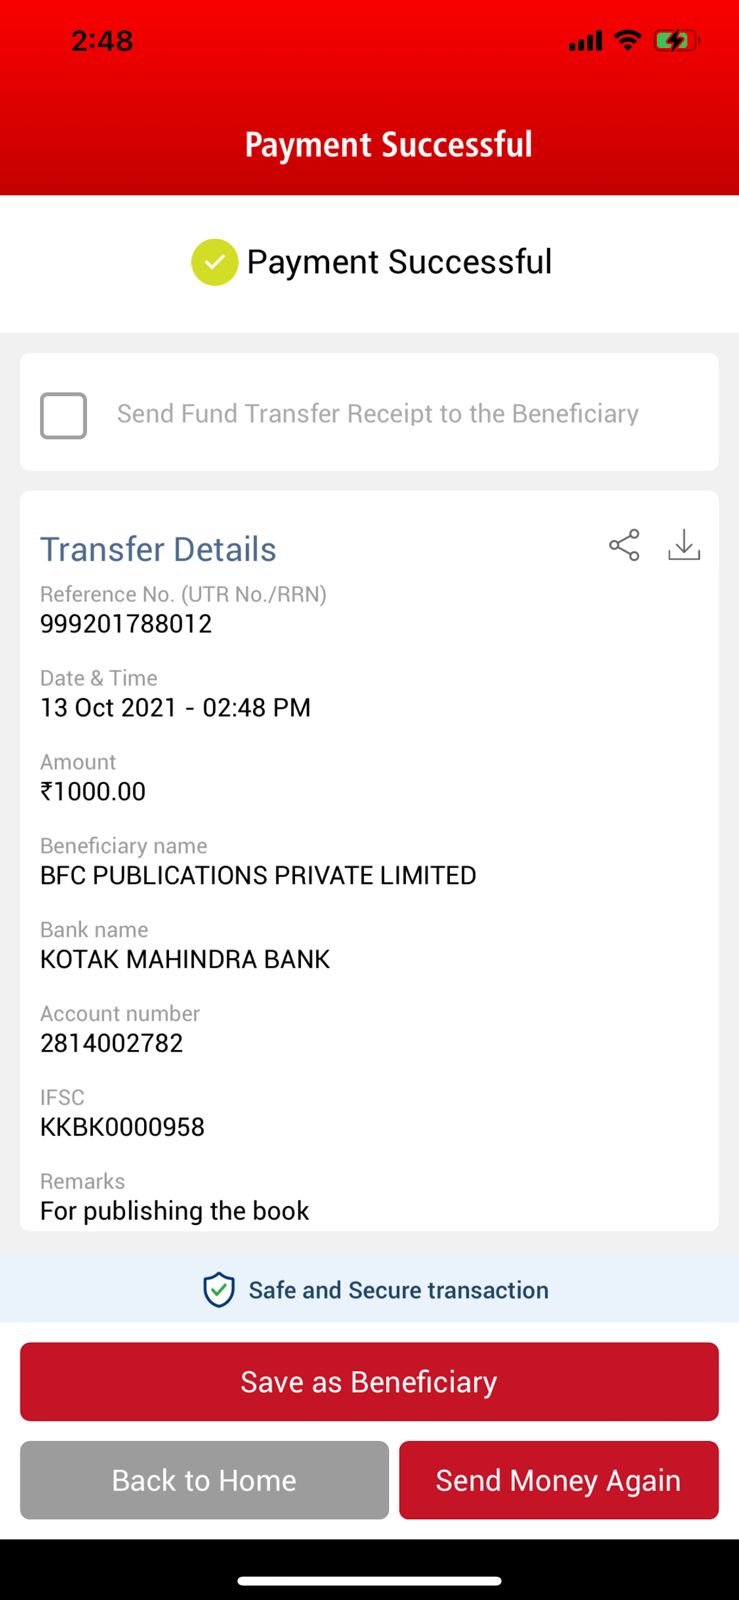 2:48
Payment Successful
Payment Successful
Send Fund Transfer Receipt to the Beneficiary
Transfer Details
Reference No. (UTR No./RRN)
999201788012
Date & Time
13 Oct 2021 - 02:48 PM
Amount
₹1000.00
Beneficiary name
BFC PUBLICATIONS PRIVATE LIMITED
Bank name
KOTAK MAHINDRA BANK
Account number
2814002782
IFSC
KKBK0000958
Remarks
For publishing the book
Safe and Secure transaction
Save as Beneficiary
Back to Home
Send Money Again